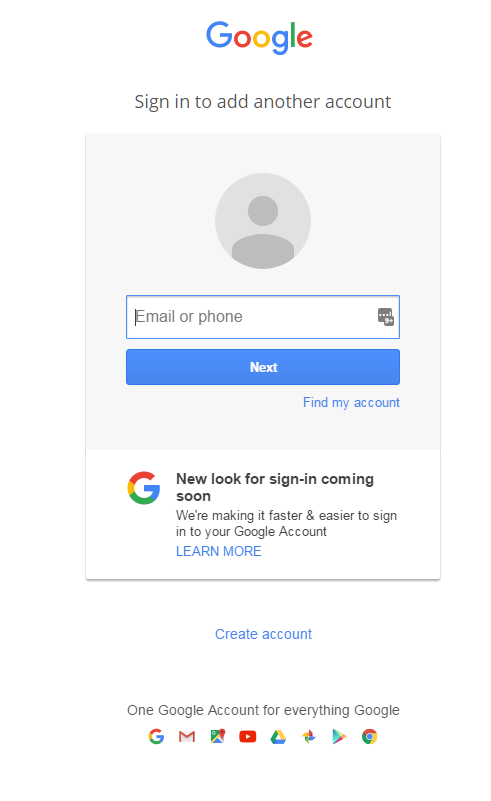 Google
Sign in to add another account
Email or phone
9+
Next
Find my account
New look for sign-in coming
soon
We're making it faster & easier to sign
in to your Google Account
LEARN MORE
Create account
One Google Account for everything Google